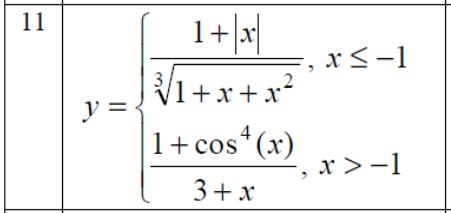 11
y = { (1+|x|)/∛(1+x+x²), x ≤ −1
(1+cos⁴(x))/(3+x), x > −1